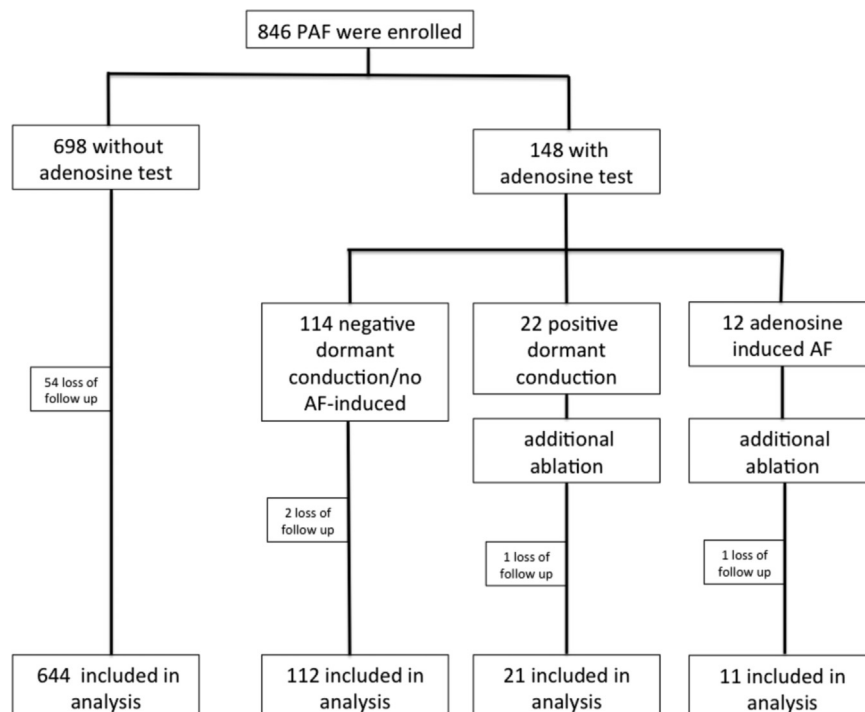 846 PAF were enrolled
698 without
adenosine test
148 with
adenosine test
114 negative
dormant
conduction/no
AF-induced
22 positive
dormant
conduction
12 adenosine
induced AF
54 loss of
follow up
additional
ablation
additional
ablation
2 loss of
follow up
1 loss of
follow up
1 loss of
follow up
644 included in
analysis
112 included in
analysis
21 included in
analysis
11 included in
analysis